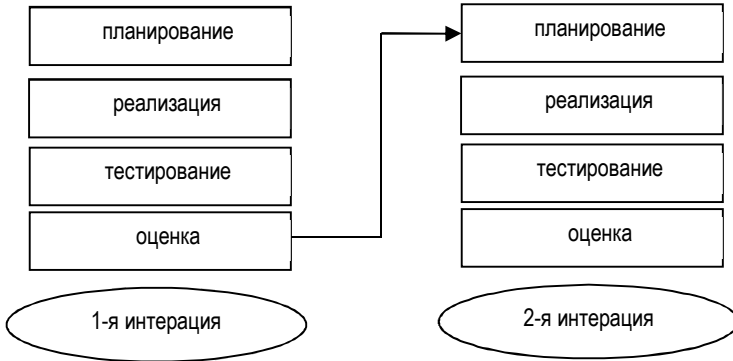 планирование
реализация
тестирование
оценка
1-я интерация
планирование
реализация
тестирование
оценка
2-я интерация